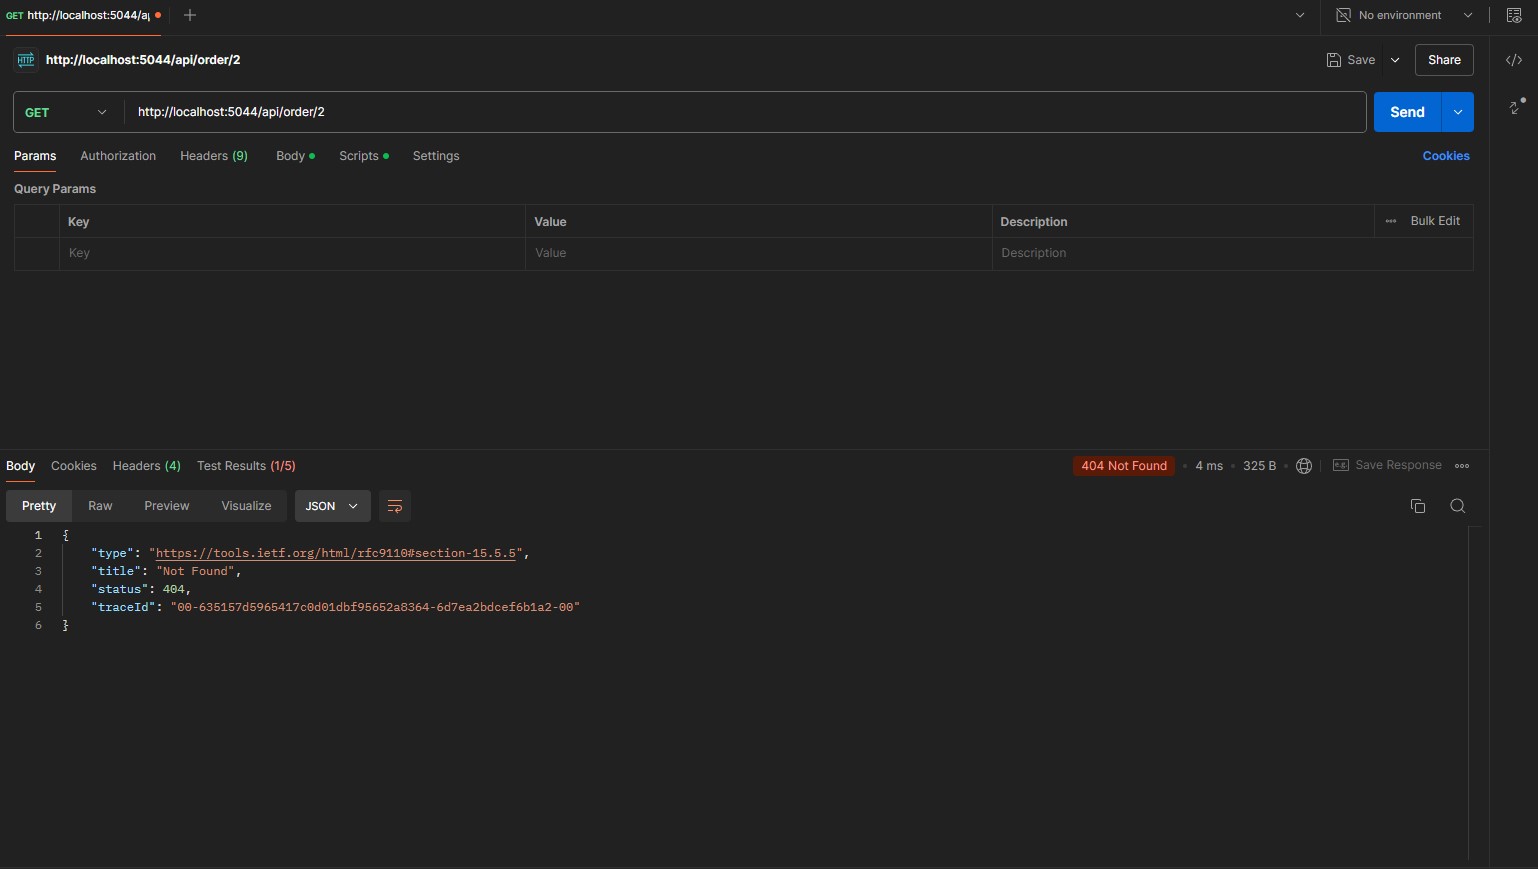 GET http://localhost:5044/a
No environment
HTTP http://localhost:5044/api/order/2
Save
Share
GET http://localhost:5044/api/order/2
Send
Params Authorization Headers (9) Body Scripts Settings
Cookies
Query Params
Key Value Description Bulk Edit
Key Value Description
Body Cookies Headers (4) Test Results (1/5)
404 Not Found 4 ms 325 B e.g. Save Response
Pretty Raw Preview Visualize JSON
1 {
2 "type": "https://tools.ietf.org/html/rfc9110#section-15.5.5",
3 "title": "Not Found",
4 "status": 404,
5 "traceId": "00-635157d5965417c0d01dbf95652a8364-6d7ea2bdcef6b1a2-00"
6 }